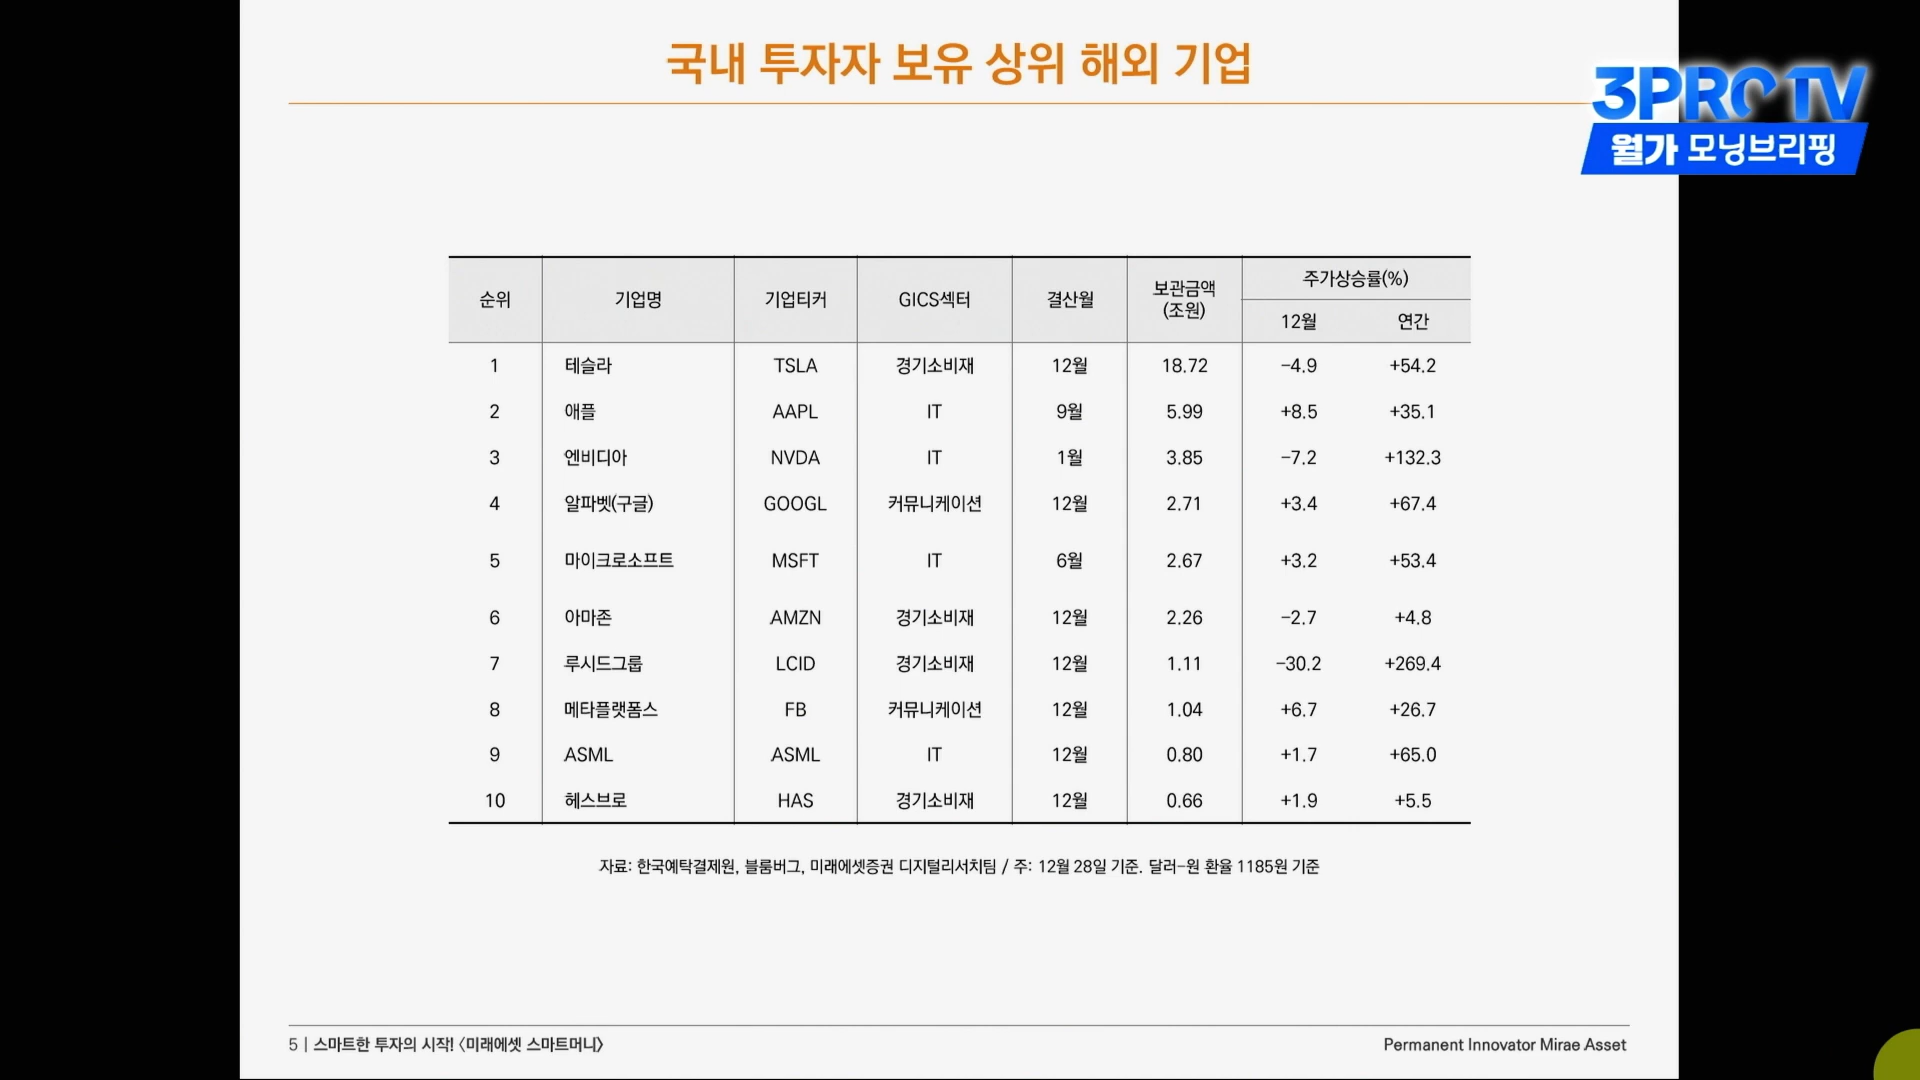 국내 투자자 보유 상위 해외 기업
3PRO TV
월가 모닝브리핑
순위 기업명 기업티커 GICS섹터 결산월 보관금액 (조원) 주가상승률(%)
12월 연간
1 테슬라 TSLA 경기소비재 12월 18.72 -4.9 +54.2
2 애플 AAPL IT 9월 5.99 +8.5 +35.1
3 엔비디아 NVDA IT 1월 3.85 -7.2 +132.3
4 알파벳(구글) GOOGL 커뮤니케이션 12월 2.71 +3.4 +67.4
5 마이크로소프트 MSFT IT 6월 2.67 +3.2 +53.4
6 아마존 AMZN 경기소비재 12월 2.26 -2.7 +4.8
7 루시드그룹 LCID 경기소비재 12월 1.11 -30.2 +269.4
8 메타플랫폼스 FB 커뮤니케이션 12월 1.04 +6.7 +26.7
9 ASML ASML IT 12월 0.80 +1.7 +65.0
10 헤스브로 HAS 경기소비재 12월 0.66 +1.9 +5.5
자료: 한국예탁결제원, 블룸버그, 미래에셋증권 디지털리서치팀 / 주: 12월 28일 기준. 달러-원 환율 1185원 기준
5 | 스마트한 투자의 시작! 〈미래에셋 스마트머니〉
Permanent Innovator Mirae Asset